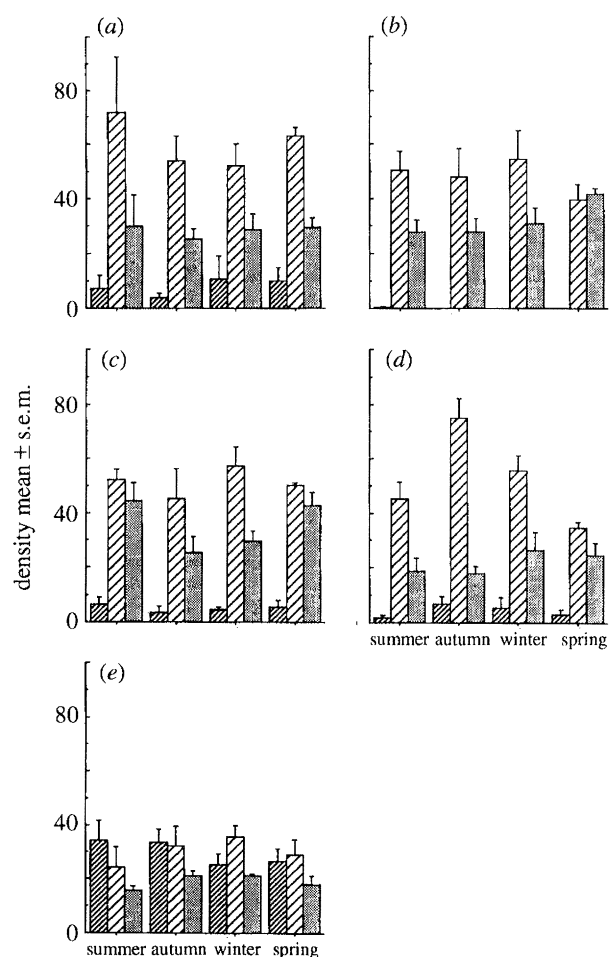 (a)
(b)
80
40
0
(c)
(d)
density mean ± s.e.m.
80
40
0
summer autumn winter spring
(e)
80
40
0
summer autumn winter spring